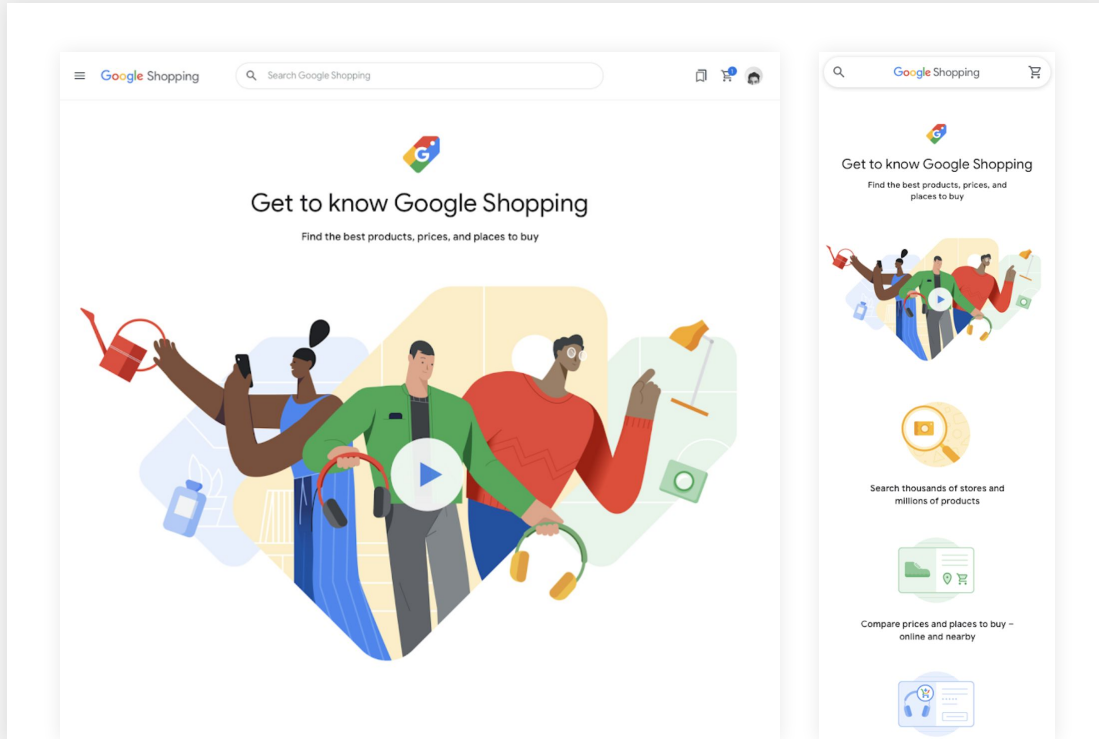 Google Shopping
Search Google Shopping
1
G
Get to know Google Shopping
Find the best products, prices, and places to buy
Google Shopping
G
Get to know Google Shopping
Find the best products, prices, and
places to buy
Search thousands of stores and
millions of products
Compare prices and places to buy –
online and nearby